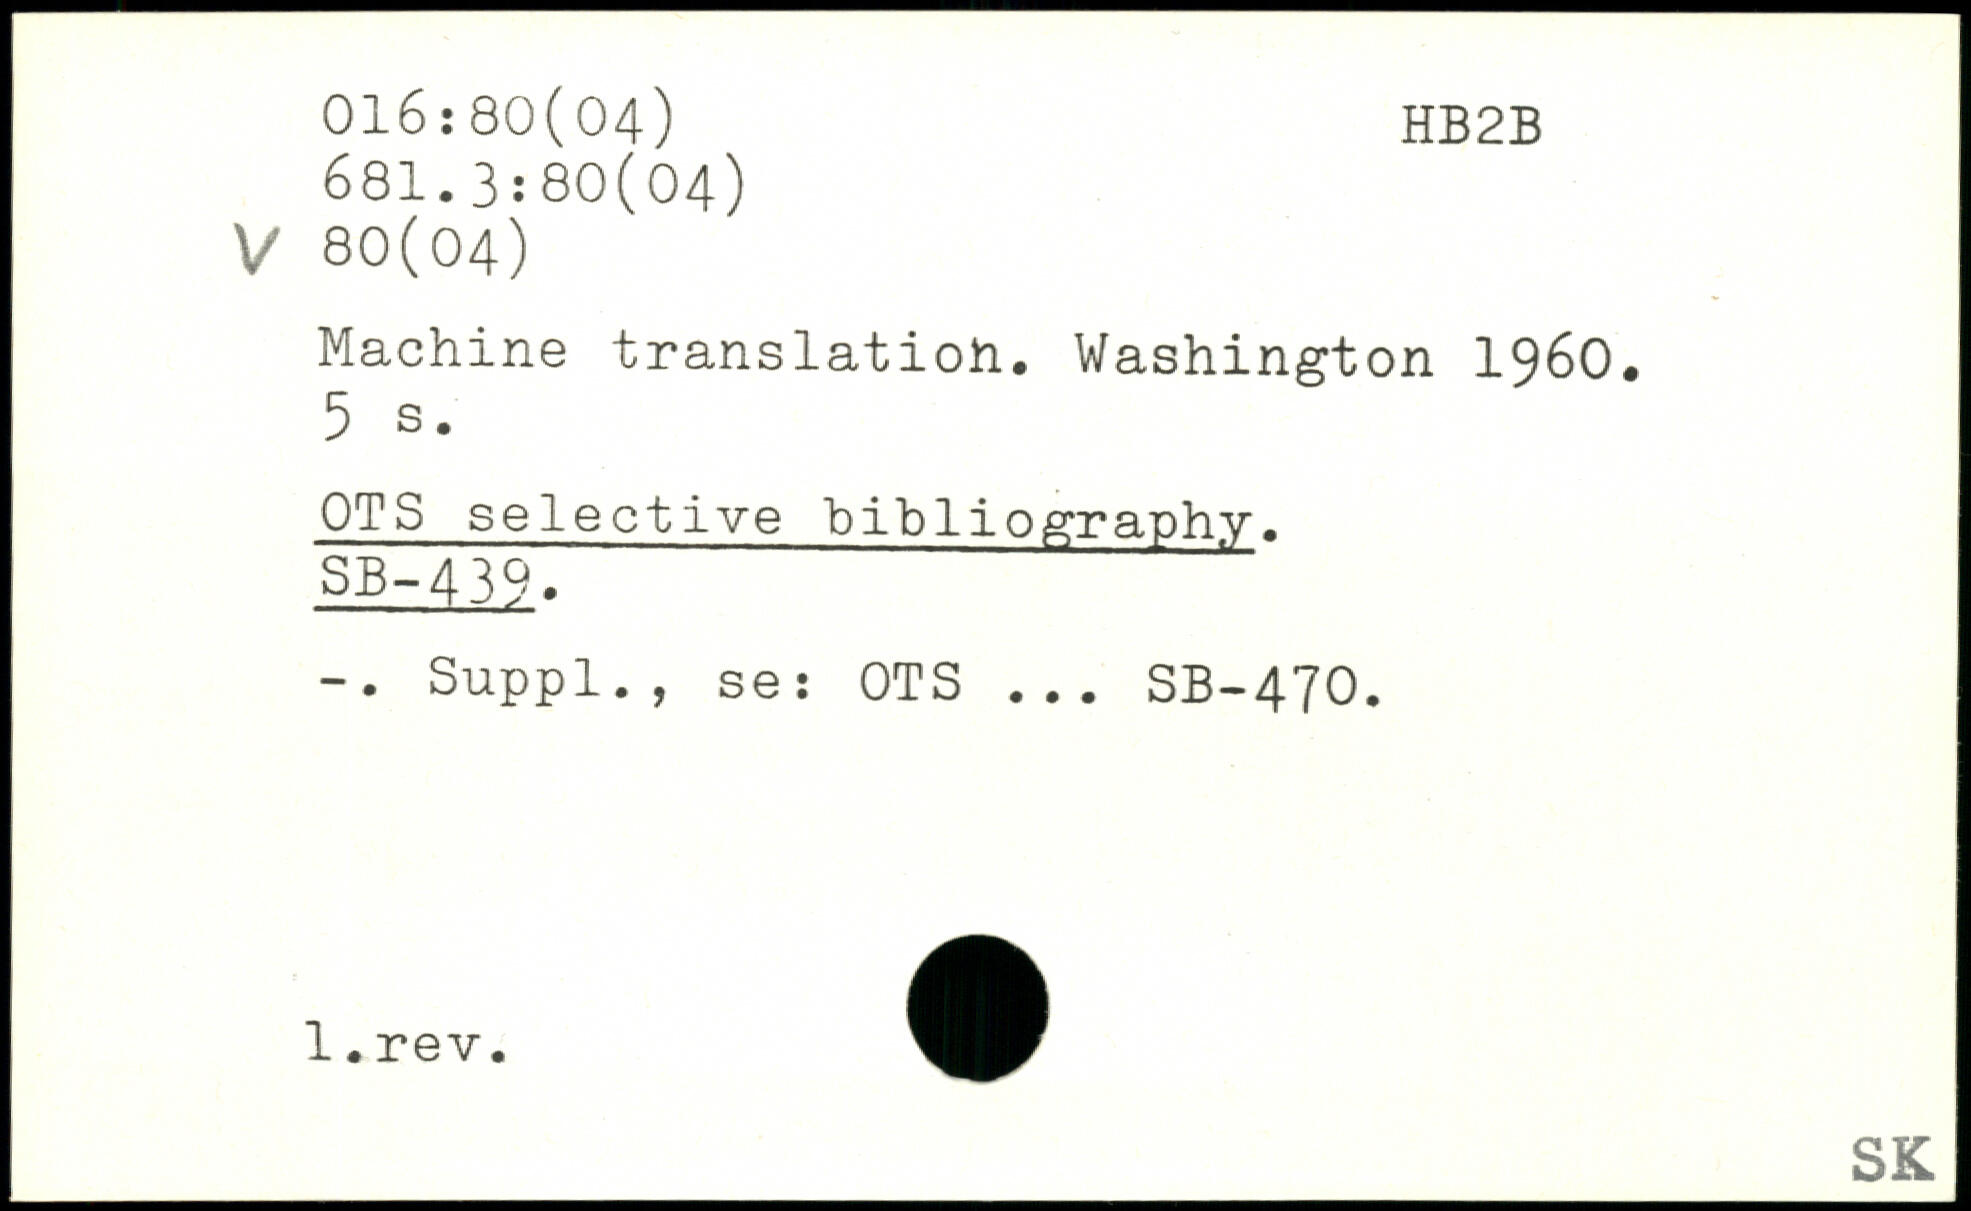 016:80(04) HB2B
681.3:80(04)
V 80(04)
Machine translation. Washington 1960.
5 s.
OTS selective bibliography.
SB-439.
-. Suppl., se: OTS ... SB-470.
1.rev.
SK